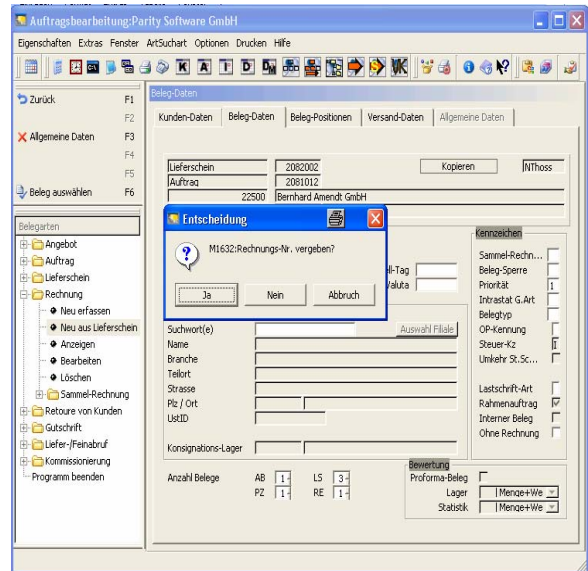 Auftragsbearbeitung:Parity Software GmbH
Eigenschaften Extras Fenster ArtSuchart Optionen Drucken Hilfe
K A T D DM VK
Zurück F1
F2
Allgemeine Daten F3
F4
F5
Beleg auswählen F6
Belegarten
Angebot
Auftrag
Lieferschein
Rechnung
Neu erfassen
Neu aus Lieferschein
Anzeigen
Bearbeiten
Löschen
Sammel-Rechnung
Retoure von Kunden
Gutschrift
Liefer-/Feinabruf
Kommissionierung
Programm beenden
Beleg-Daten
Kunden-Daten Beleg-Daten Beleg-Positionen Versand-Daten Allgemeine Daten
Lieferschein 2082002 Kopieren NThoss
Auftrag 2081012
22500 Bernhard Amendt GmbH
Entscheidung
M1632:Rechnungs-Nr. vergeben?
Ja Nein Abbruch
ll-Tag
Valuta
Suchwort(e) Auswahl Filiale
Name
Branche
Teilort
Strasse
Plz / Ort
UstID
Konsignations-Lager
Anzahl Belege AB 1 LS 3
PZ 1 RE 1
Kennzeichen
Sammel-Rechn...
Beleg-Sperre
Priorität 1
Intrastat G.Art
Belegtyp
OP-Kennung
Steuer-Kz I
Umkehr St.Sc...
Lastschrift-Art
Rahmenauftrag
Interner Beleg
Ohne Rechnung
Bewertung
Proforma-Beleg
Lager Menge+We
Statistik Menge+We